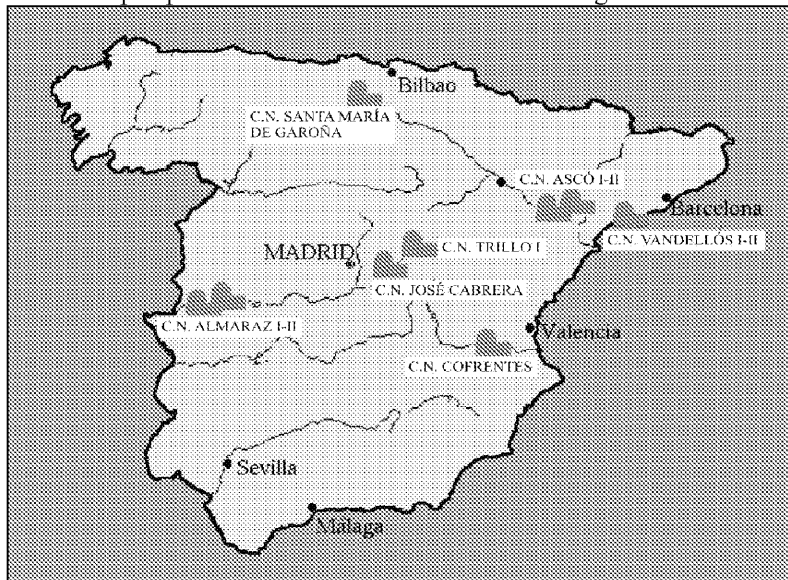 Bilbao
C.N. SANTA MARÍA
DE GAROÑA
C.N. ASCÓ I-II
Barcelona
C.N. VANDELLÓS I-II
C.N. TRILLO I
MADRID
C.N. JOSÉ CABRERA
C.N. ALMARAZ I-II
Valencia
C.N. COFRENTES
Sevilla
Málaga